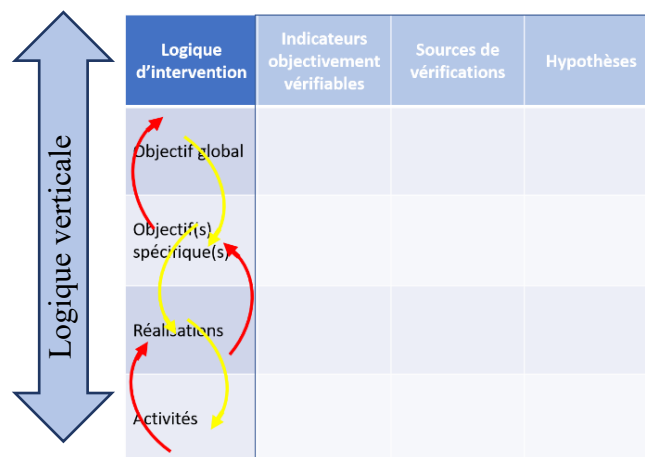 Logique verticale
Logique
d'intervention
Indicateurs
objectivement
vérifiables
Sources de
vérifications
Hypothèses
Objectif global
Objectif(s)
spécifique(s)
Réalisations
Activités